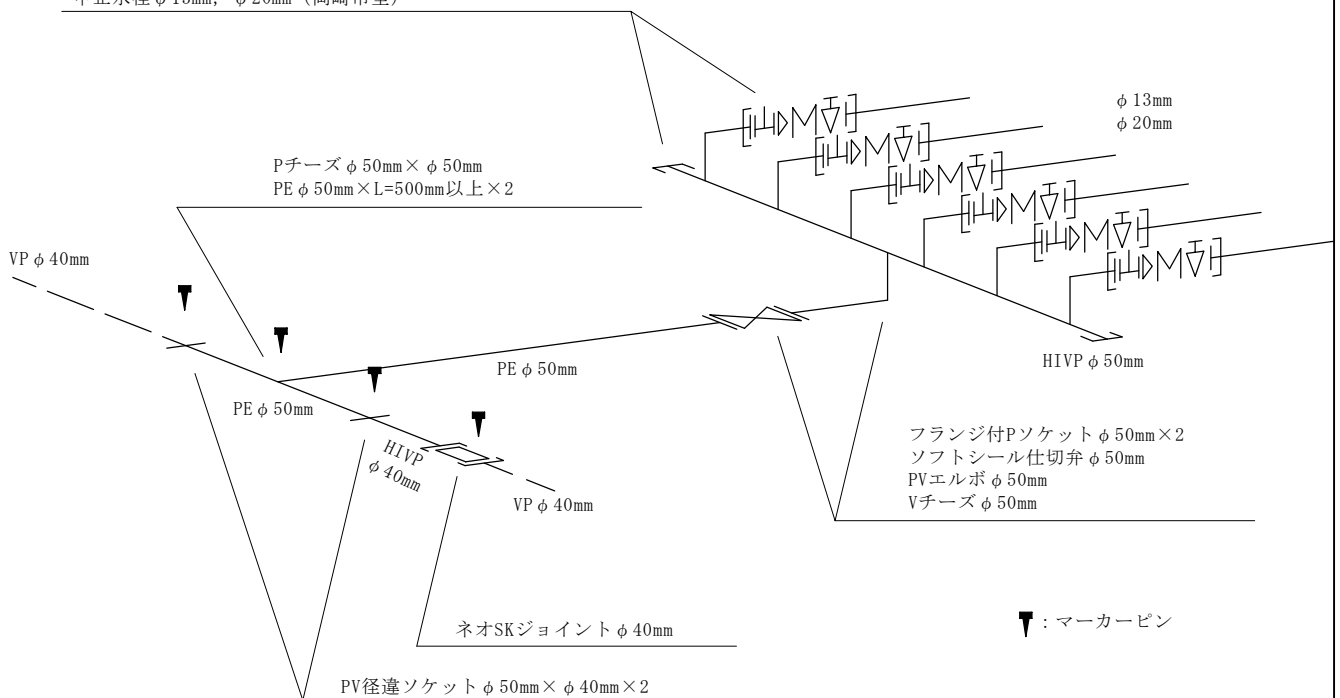 φ13mm
φ20mm
Pチーズφ50mm×φ50mm
PEφ50mm×L=500mm以上×2
VPφ40mm
PEφ50mm
HIVPφ50mm
PEφ50mm
HIVP
φ40mm
VPφ40mm
フランジ付Pソケットφ50mm×2
ソフトシール仕切弁φ50mm
PVエルボφ50mm
Vチーズφ50mm
ネオSKジョイントφ40mm
:マーカーピン
PV径違ソケットφ50mm×φ40mm×2